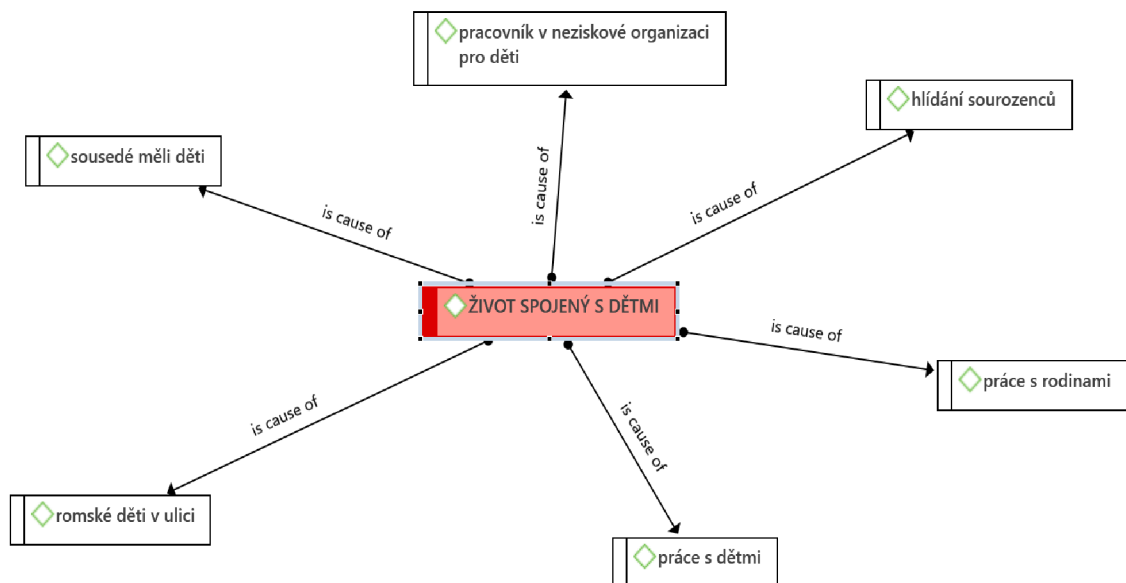 pracovník v neziskové organizaci
pro děti
hlídání sourozenců
sousedé měli děti
is cause of
is cause of
is cause of
ŽIVOT SPOJENÝ S DĚTMI
is cause of
práce s rodinami
is cause of
is cause of
romské děti v ulici
práce s dětmi